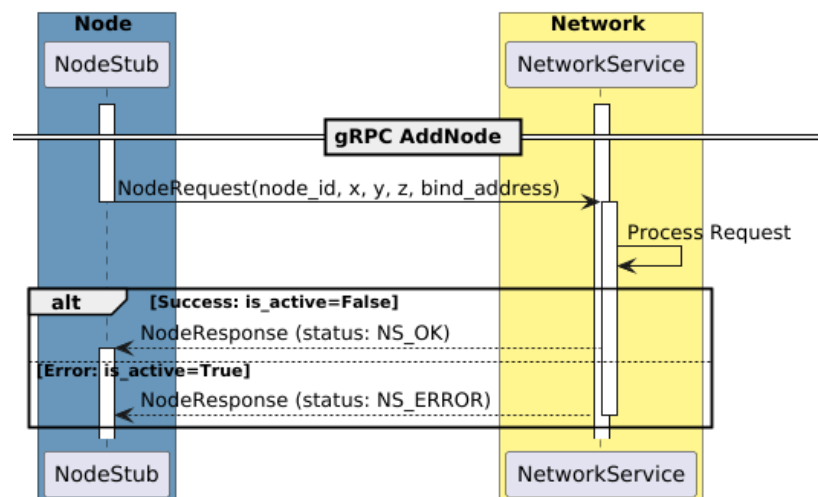 Node
Network
NodeStub
NetworkService
gRPC AddNode
NodeRequest(node_id, x, y, z, bind_address)
Process Request
alt
[Success: is_active=False]
NodeResponse (status: NS_OK)
[Error: is_active=True]
NodeResponse (status: NS_ERROR)
NodeStub
NetworkService